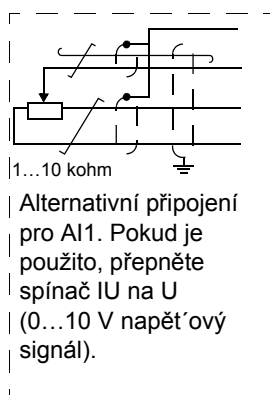 1…10 kohm
Alternativní připojení
pro AI1. Pokud je
použito, přepněte
spínač IU na U
(0…10 V napět´ový
signál).